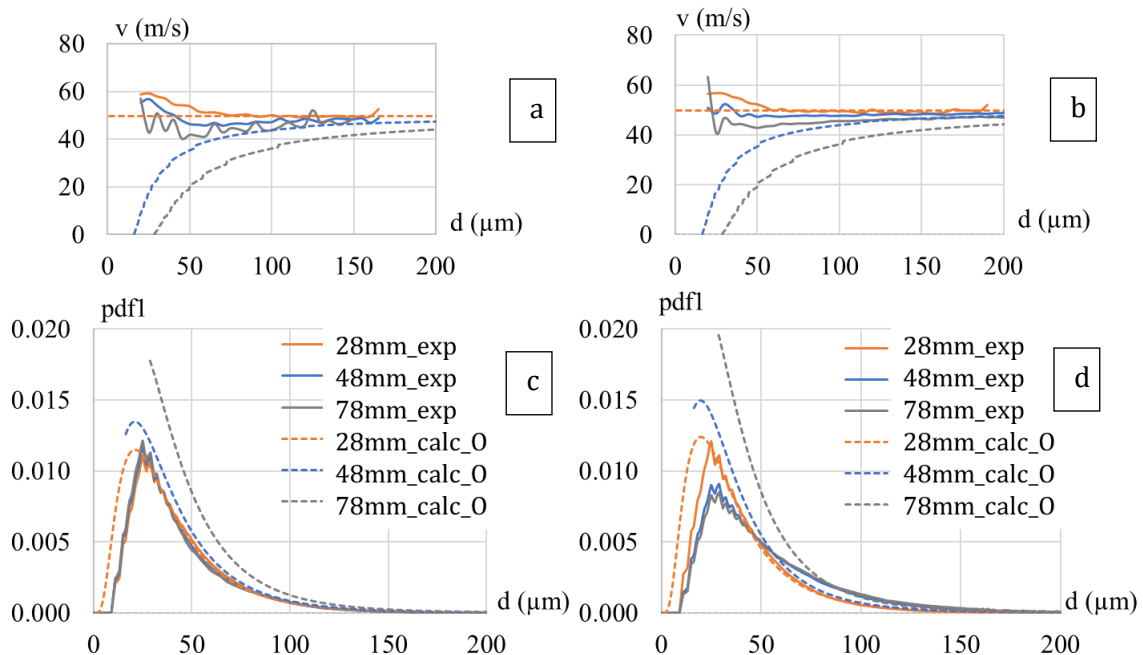 v (m/s)
80
60
40
20
0
0
50
100
150
200
d (µm)
a
v (m/s)
80
60
40
20
0
0
50
100
150
200
d (µm)
b
pdf1
0.020
0.015
0.010
0.005
0.000
0
50
100
150
200
d (µm)
28mm_exp
48mm_exp
78mm_exp
28mm_calc_O
48mm_calc_O
78mm_calc_O
c
pdf1
0.020
0.015
0.010
0.005
0.000
0
50
100
150
200
d (µm)
28mm_exp
48mm_exp
78mm_exp
28mm_calc_O
48mm_calc_O
78mm_calc_O
d